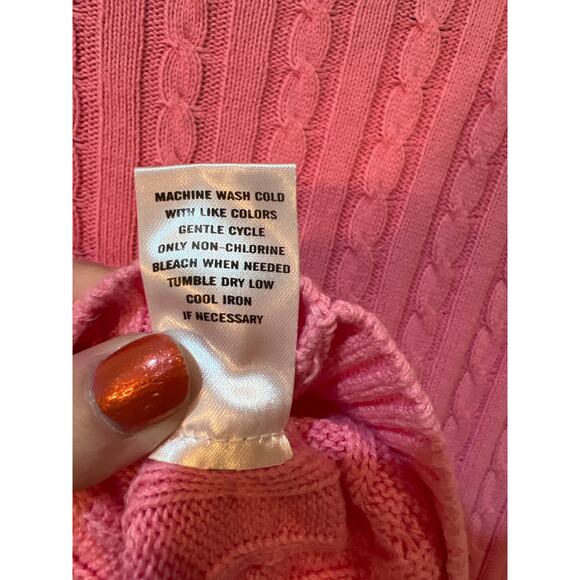 MACHINE WASH COLD
WITH LIKE COLORS
GENTLE CYCLE
ONLY NON-CHLORINE
BLEACH WHEN NEEDED
TUMBLE DRY LOW
COOL IRON
IF NECESSARY